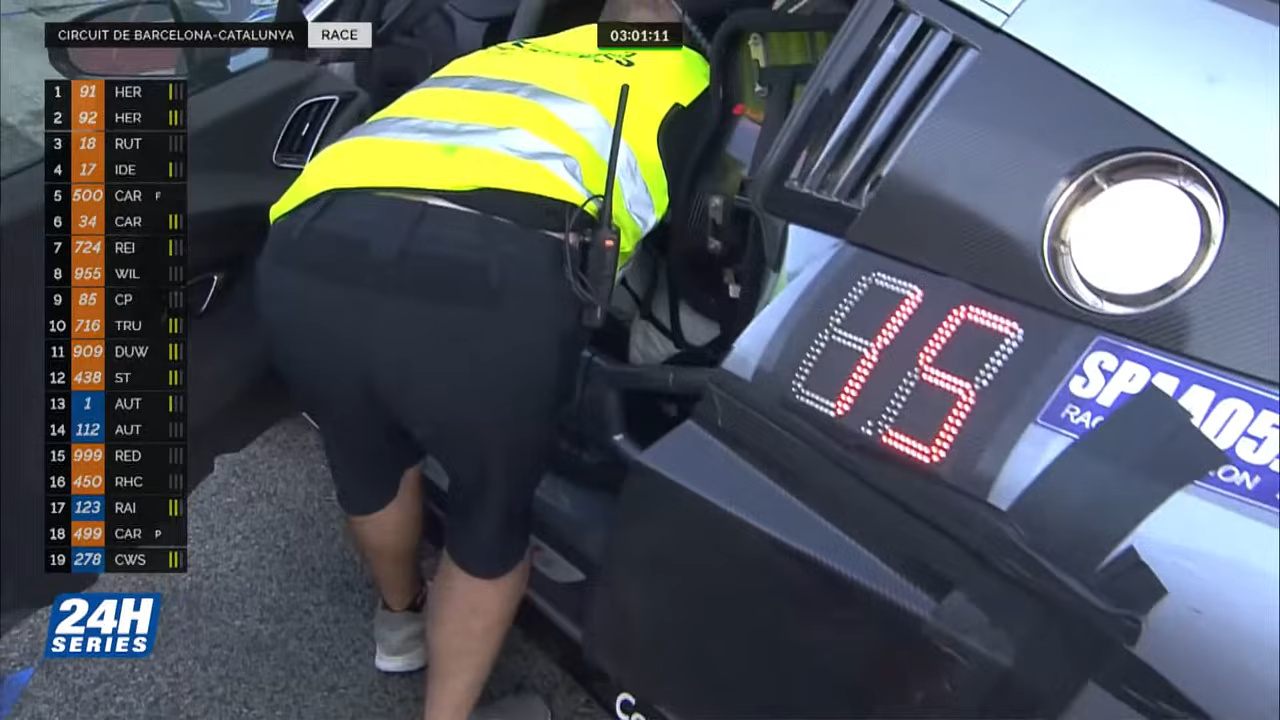 CIRCUIT DE BARCELONA-CATALUNYA RACE
03:01:11
1 91 HER
2 92 HER
3 18 RUT
4 17 IDE
5 500 CAR P
6 34 CAR
7 724 REI
8 955 WIL
9 85 CP
10 716 TRU
11 909 DUW
12 438 ST
13 1 AUT
14 112 AUT
15 999 RED
16 450 RHC
17 123 RAI
18 499 CAR P
19 278 CWS
24H
SERIES
15